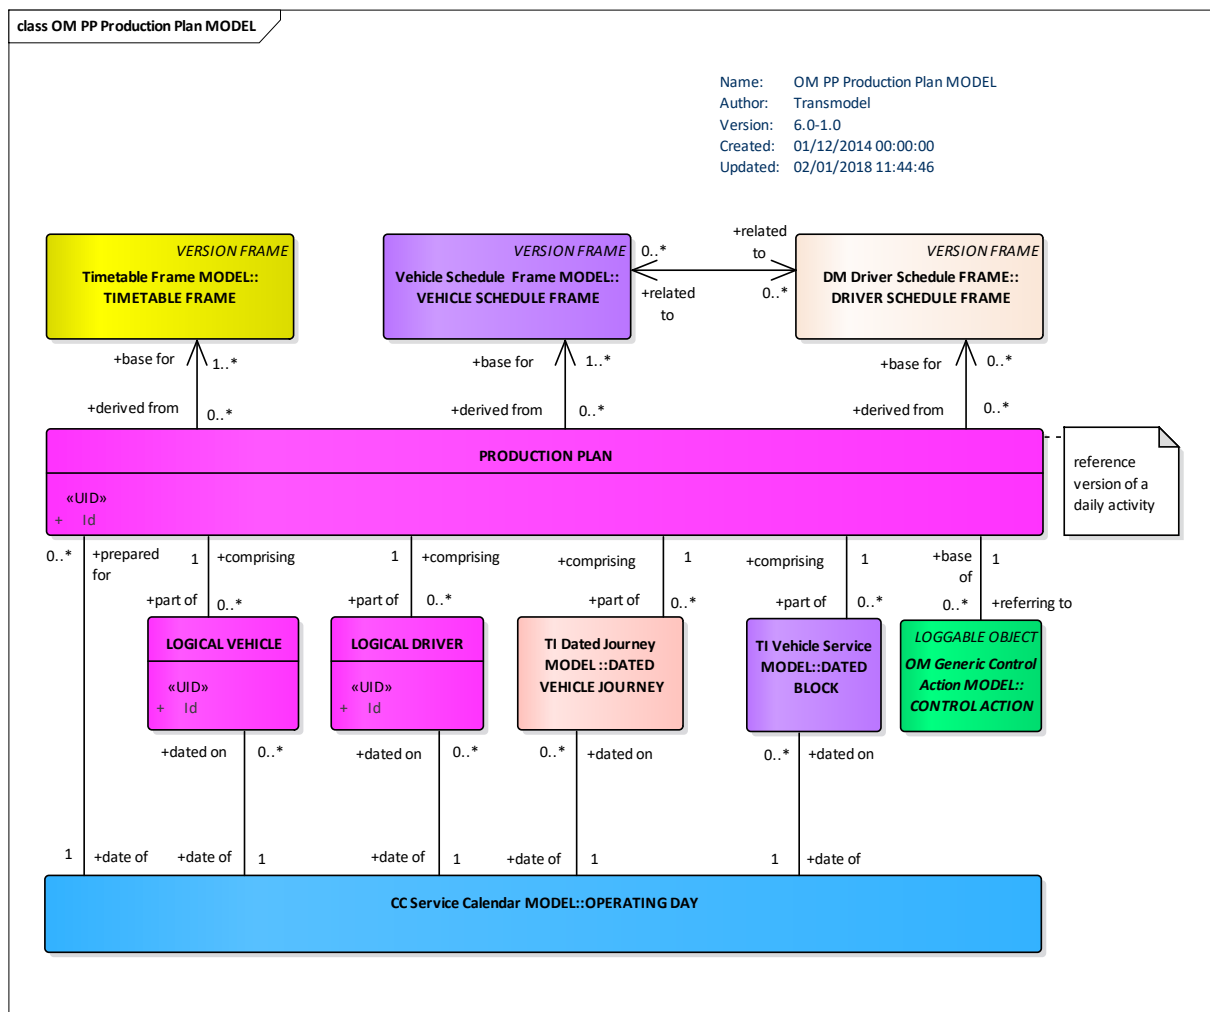 class OM PP Production Plan MODEL
Name: OM PP Production Plan MODEL
Author: Transmodel
Version: 6.0-1.0
Created: 01/12/2014 00:00:00
Updated: 02/01/2018 11:44:46
VERSION FRAME
Timetable Frame MODEL::
TIMETABLE FRAME
VERSION FRAME
Vehicle Schedule  Frame MODEL::
VEHICLE SCHEDULE FRAME
VERSION FRAME
DM Driver Schedule FRAME::
DRIVER SCHEDULE FRAME
0..*
+related
to
+related
to
0..*
+base for
1..*
+base for
1..*
+base for
0..*
+derived from
0..*
+derived from
0..*
+derived from
0..*
PRODUCTION PLAN
«UID»
+ Id
reference
version of a
daily activity
0..*
+prepared
for
1
+comprising
1
+comprising
+comprising
1
+comprising
1
+base
of
1
+part of
0..*
+part of
0..*
+part of
0..*
+part of
0..*
0..*
+referring to
LOGICAL VEHICLE
«UID»
+ Id
LOGICAL DRIVER
«UID»
+ Id
TI Dated Journey
MODEL ::DATED
VEHICLE JOURNEY
TI Vehicle Service
MODEL::DATED
BLOCK
LOGGABLE OBJECT
OM Generic Control
Action MODEL::
CONTROL ACTION
+dated on
0..*
+dated on
0..*
0..*
+dated on
0..*
+dated on
1
+date of
+date of
1
+date of
1
+date of
1
1
+date of
CC Service Calendar MODEL::OPERATING DAY